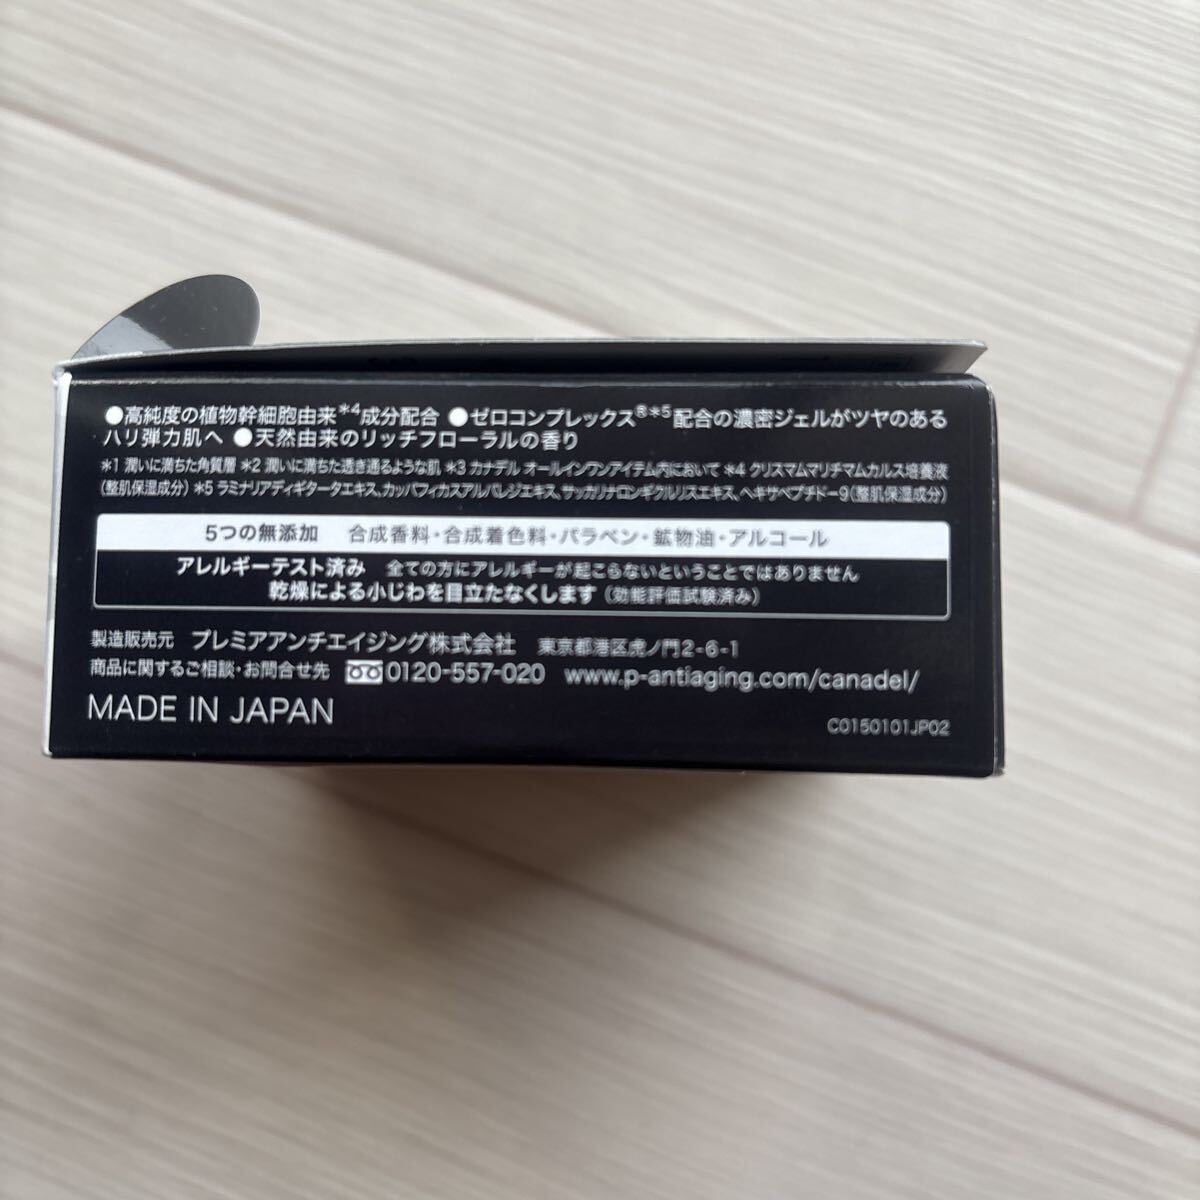 ●高純度の植物幹細胞由来*4成分配合 ●ゼロコンプレックス®*5配合の濃密ジェルがツヤのある
ハリ弾力肌へ ●天然由来のリッチフローラルの香り
*1 潤いに満ちた角質層 *2 潤いに満ちた透き通るような肌 *3 カナデル オールインワンアイテム内において *4 クリスマムマリチマムカルス培養液
(整肌保湿成分) *5 ラミナリアディギタータエキス、カッパフィカスアルバレジエキス、サッカリナロンギクルリスエキス、ヘキサペプチド-9(整肌保湿成分)
5つの無添加 合成香料・合成着色料・パラベン・鉱物油・アルコール
アレルギーテスト済み 全ての方にアレルギーが起こらないということではありません
乾燥による小じわを目立たなくします(効能評価試験済み)
製造販売元 プレミアアンチエイジング株式会社 東京都港区虎ノ門2-6-1
商品に関するご相談・お問合せ先 0120-557-020 www.p-antiaging.com/canadel/
MADE IN JAPAN
C0150101JP02